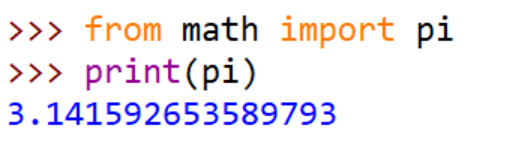 >>> from math import pi
>>> print(pi)
3.141592653589793